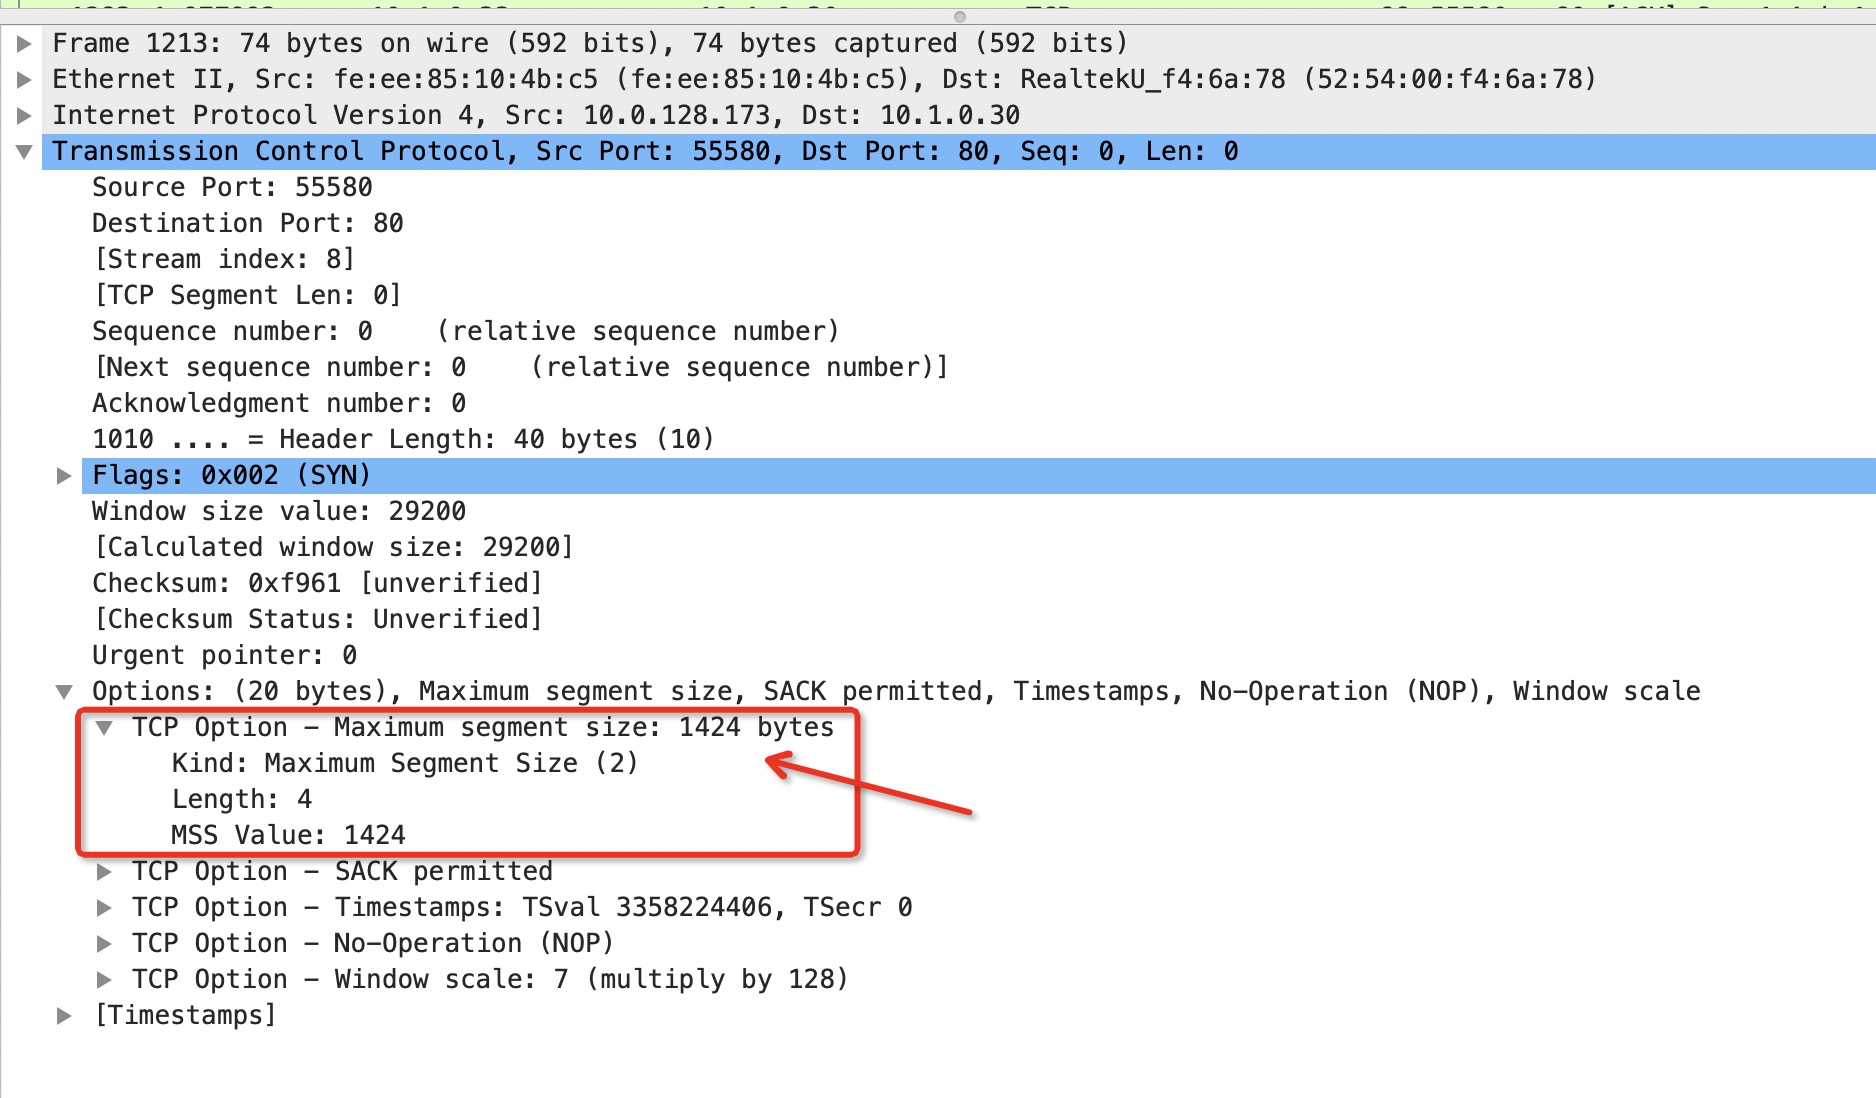 Frame 1213: 74 bytes on wire (592 bits), 74 bytes captured (592 bits)
Ethernet II, Src: fe:ee:85:10:4b:c5 (fe:ee:85:10:4b:c5), Dst: RealtekU_f4:6a:78 (52:54:00:f4:6a:78)
Internet Protocol Version 4, Src: 10.0.128.173, Dst: 10.1.0.30
Transmission Control Protocol, Src Port: 55580, Dst Port: 80, Seq: 0, Len: 0
Source Port: 55580
Destination Port: 80
[Stream index: 8]
[TCP Segment Len: 0]
Sequence number: 0    (relative sequence number)
[Next sequence number: 0    (relative sequence number)]
Acknowledgment number: 0
1010 .... = Header Length: 40 bytes (10)
Flags: 0x002 (SYN)
Window size value: 29200
[Calculated window size: 29200]
Checksum: 0xf961 [unverified]
[Checksum Status: Unverified]
Urgent pointer: 0
Options: (20 bytes), Maximum segment size, SACK permitted, Timestamps, No-Operation (NOP), Window scale
TCP Option – Maximum segment size: 1424 bytes
Kind: Maximum Segment Size (2)
Length: 4
MSS Value: 1424
TCP Option – SACK permitted
TCP Option – Timestamps: TSval 3358224406, TSecr 0
TCP Option – No-Operation (NOP)
TCP Option – Window scale: 7 (multiply by 128)
[Timestamps]